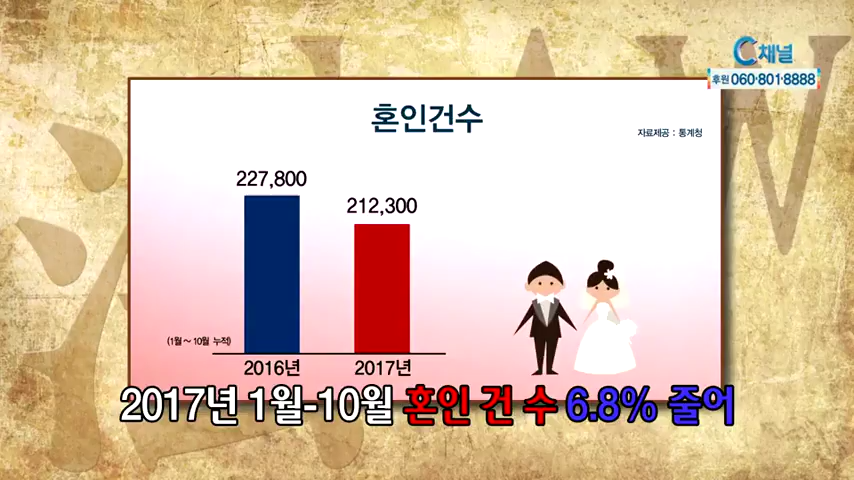 C채널
후원 060·801·8888
혼인건수
자료제공 : 통계청
227,800
212,300
(1월~10월 누적)
2016년
2017년
2017년 1월-10월 혼인 건 수 6.8% 줄어